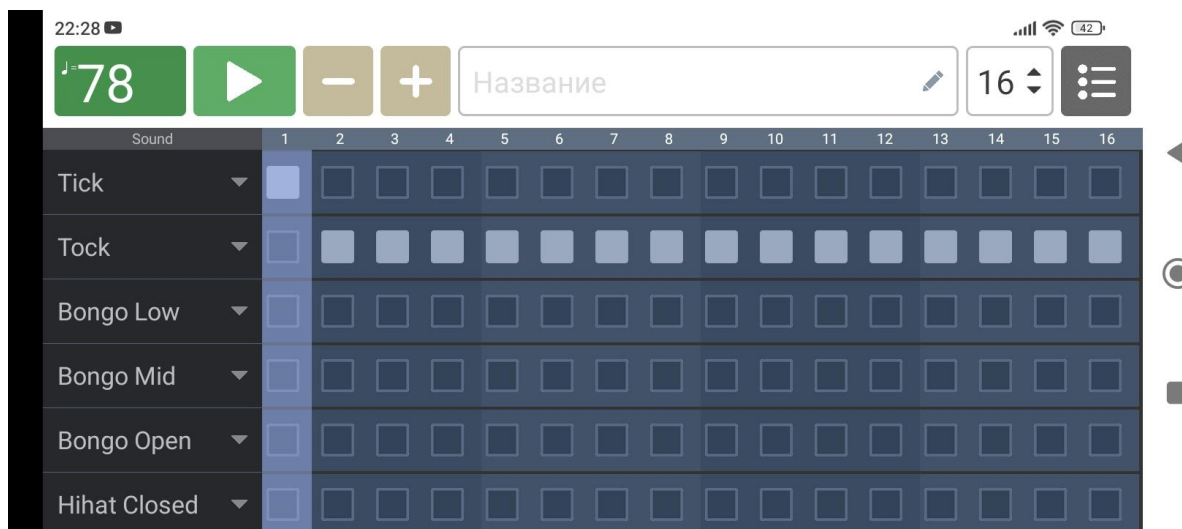 22:28 42
♩=78 Название 16
Sound 1 2 3 4 5 6 7 8 9 10 11 12 13 14 15 16
Tick
Tock
Bongo Low
Bongo Mid
Bongo Open
Hihat Closed